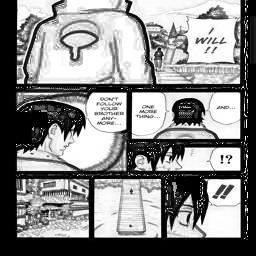 I
WILL
!!
DON'T
FOLLOW
YOUR
BROTHER
ANY-
MORE...
ONE
MORE
THING...
AND...
!?
!!